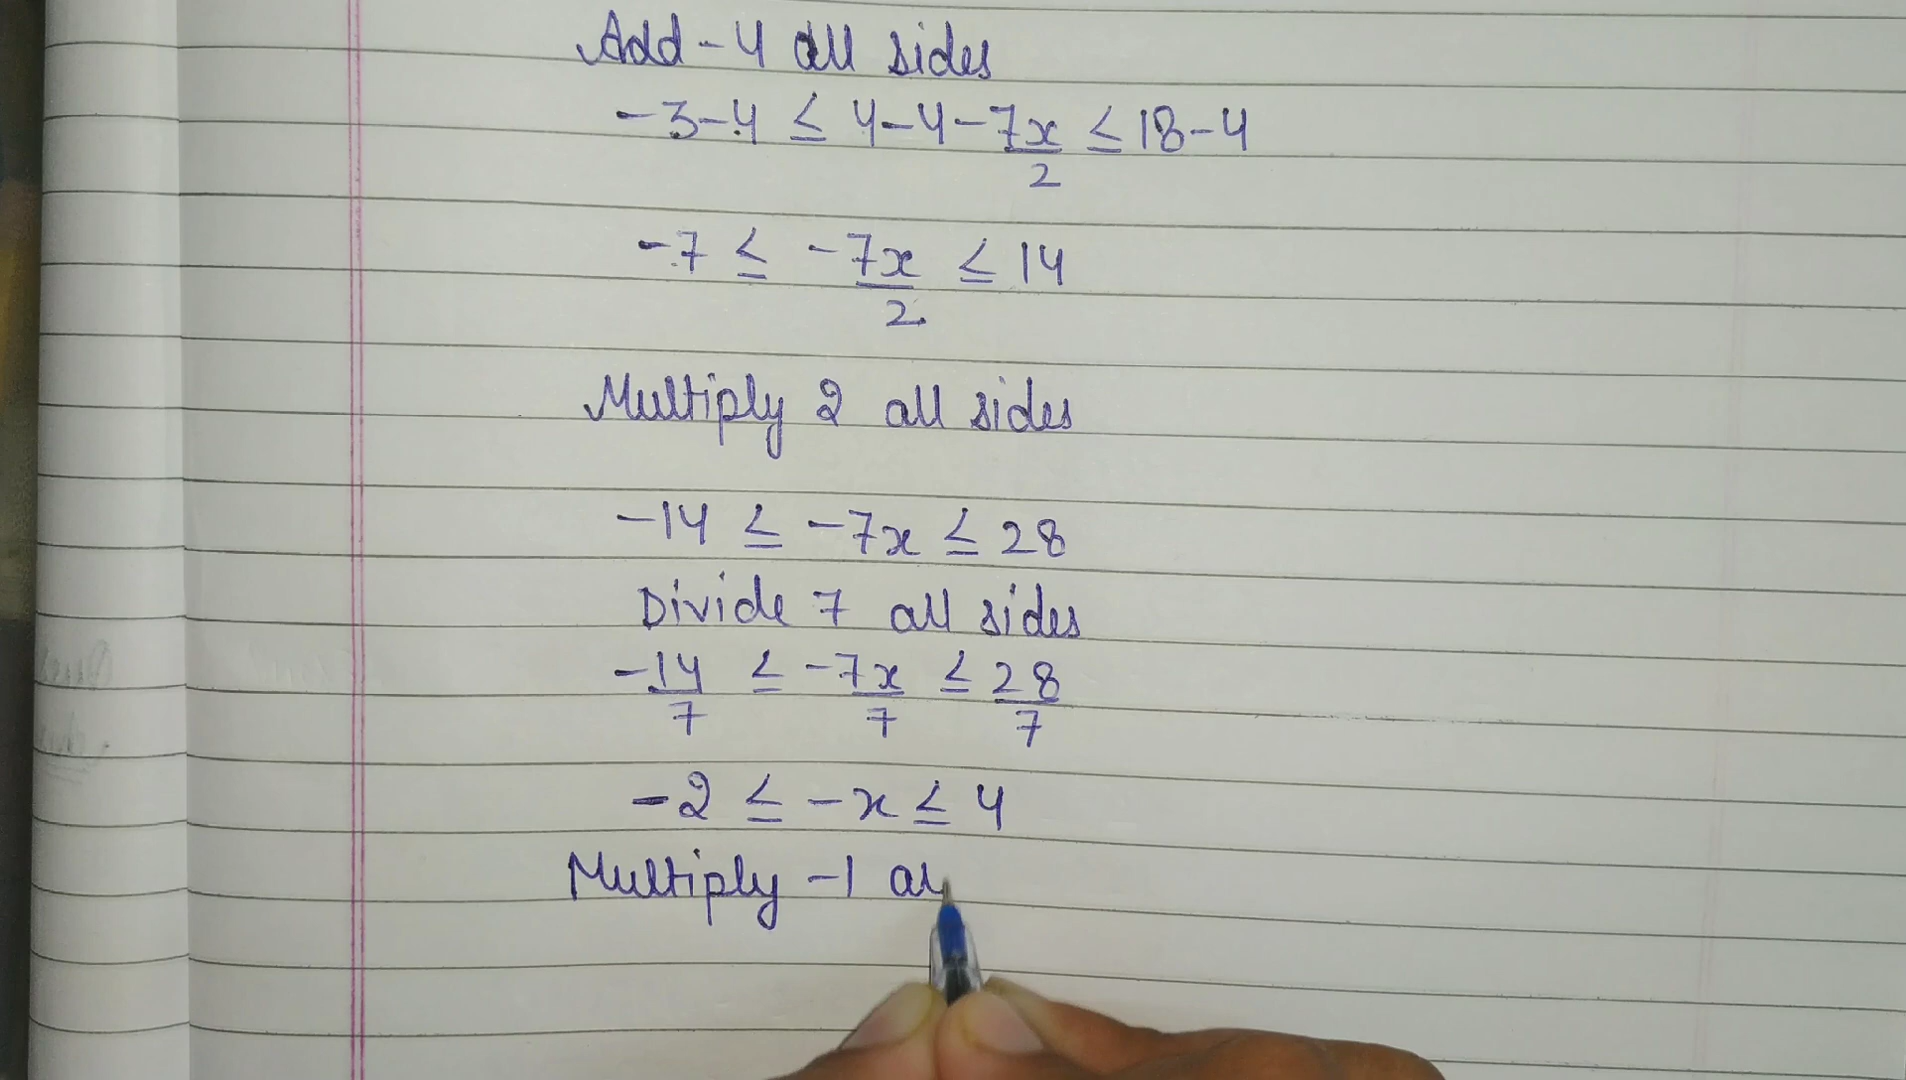 Add -4 all sides
-3-4 ≤ 4-4-7x/2 ≤ 18-4
-7 ≤ -7x/2 ≤ 14
Multiply 2 all sides
-14 ≤ -7x ≤ 28
Divide 7 all sides
-14/7 ≤ -7x/7 ≤ 28/7
-2 ≤ -x ≤ 4
Multiply -1